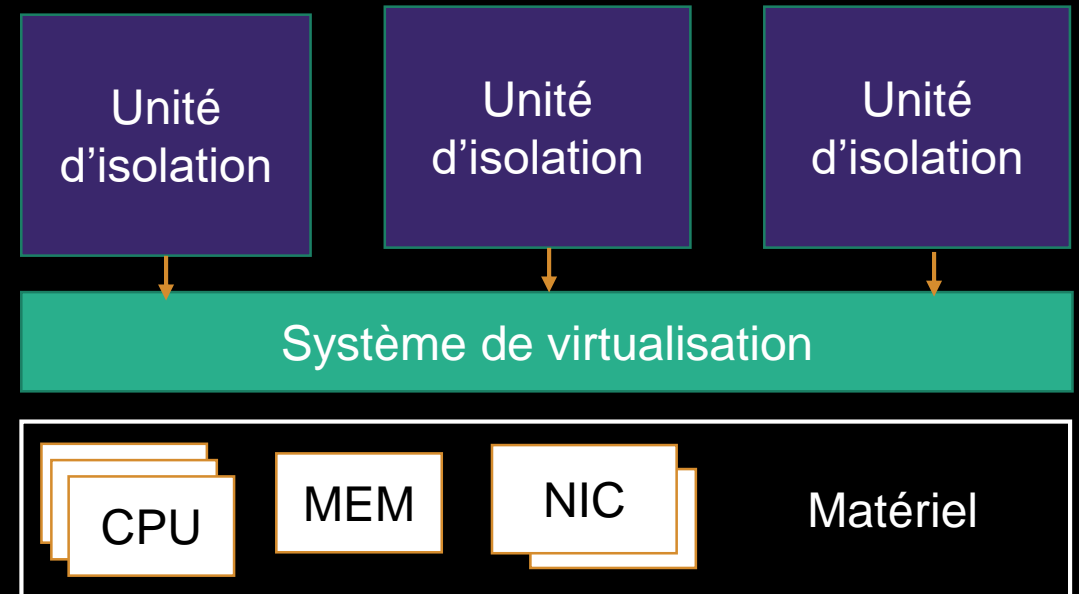 Unité
d’isolation
Unité
d’isolation
Unité
d’isolation
Système de virtualisation
CPU
MEM
NIC
Matériel